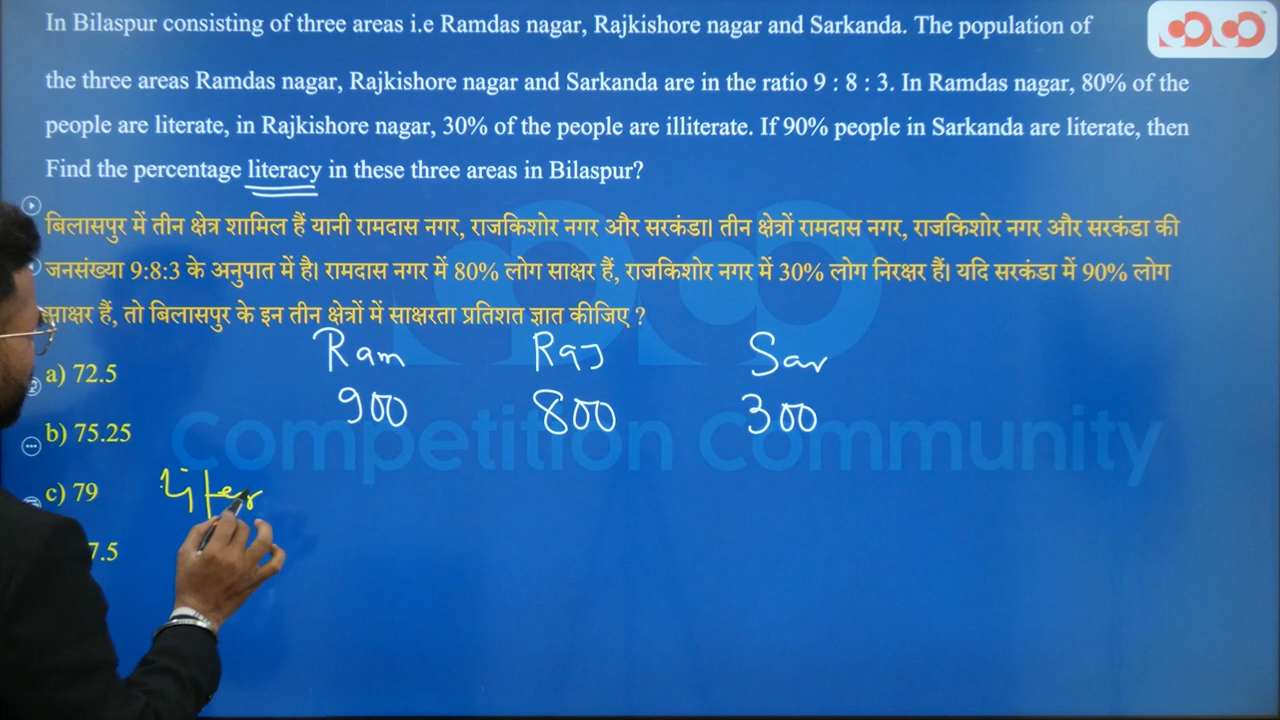 In Bilaspur consisting of three areas i.e Ramdas nagar, Rajkishore nagar and Sarkanda. The population of
the three areas Ramdas nagar, Rajkishore nagar and Sarkanda are in the ratio 9 : 8 : 3. In Ramdas nagar, 80% of the
people are literate, in Rajkishore nagar, 30% of the people are illiterate. If 90% people in Sarkanda are literate, then
Find the percentage literacy in these three areas in Bilaspur?
बिलासपुर में तीन क्षेत्र शामिल हैं यानी रामदास नगर, राजकिशोर नगर और सरकंडा। तीन क्षेत्रों रामदास नगर, राजकिशोर नगर और सरकंडा की
जनसंख्या 9:8:3 के अनुपात में है। रामदास नगर में 80% लोग साक्षर हैं, राजकिशोर नगर में 30% लोग निरक्षर हैं। यदि सरकंडा में 90% लोग
साक्षर हैं, तो बिलासपुर के इन तीन क्षेत्रों में साक्षरता प्रतिशत ज्ञात कीजिए ?
Ram Raj Sar
a) 72.5
900 800 300
b) 75.25
Competition Community
c) 79 Liter
7.5